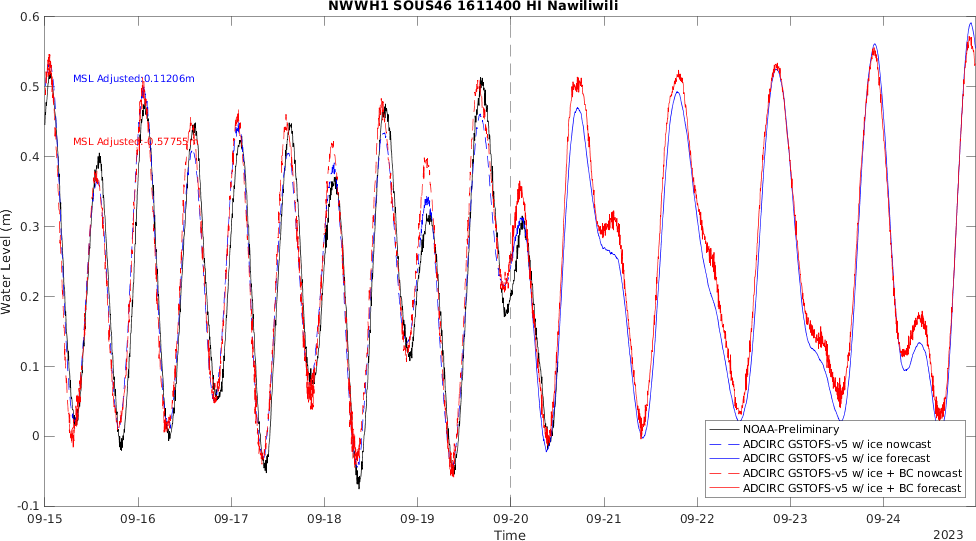 NWWH1 SOUS46 1611400 HI Nawiliwili
0.6
0.5
0.4
0.3
0.2
0.1
0
-0.1
Water Level (m)
MSL Adjusted:0.11206m
MSL Adjusted:-0.57755m
NOAA-Preliminary
ADCIRC GSTOFS-v5 w/ ice nowcast
ADCIRC GSTOFS-v5 w/ ice forecast
ADCIRC GSTOFS-v5 w/ ice + BC nowcast
ADCIRC GSTOFS-v5 w/ ice + BC forecast
09-15 09-16 09-17 09-18 09-19 09-20 09-21 09-22 09-23 09-24
Time
2023